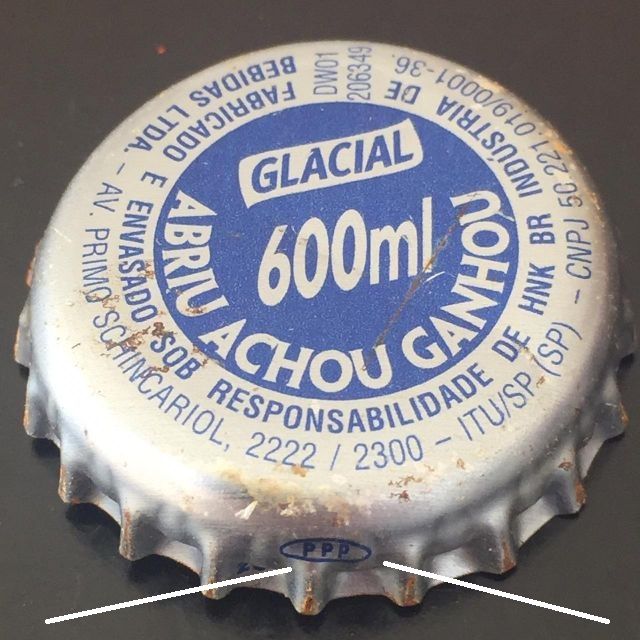 GLACIAL
600ml
ABRIU ACHOU GANHOU
FABRICADO E ENVASADO SOB RESPONSABILIDADE DE HNK BR INDÚSTRIA DE
BEBIDAS LTDA. - AV. PRIMO SCHINCARIOL, 2222 / 2300 - ITU/SP (SP) - CNPJ 50.221.019/0001-36.
DW01
206349
PPP